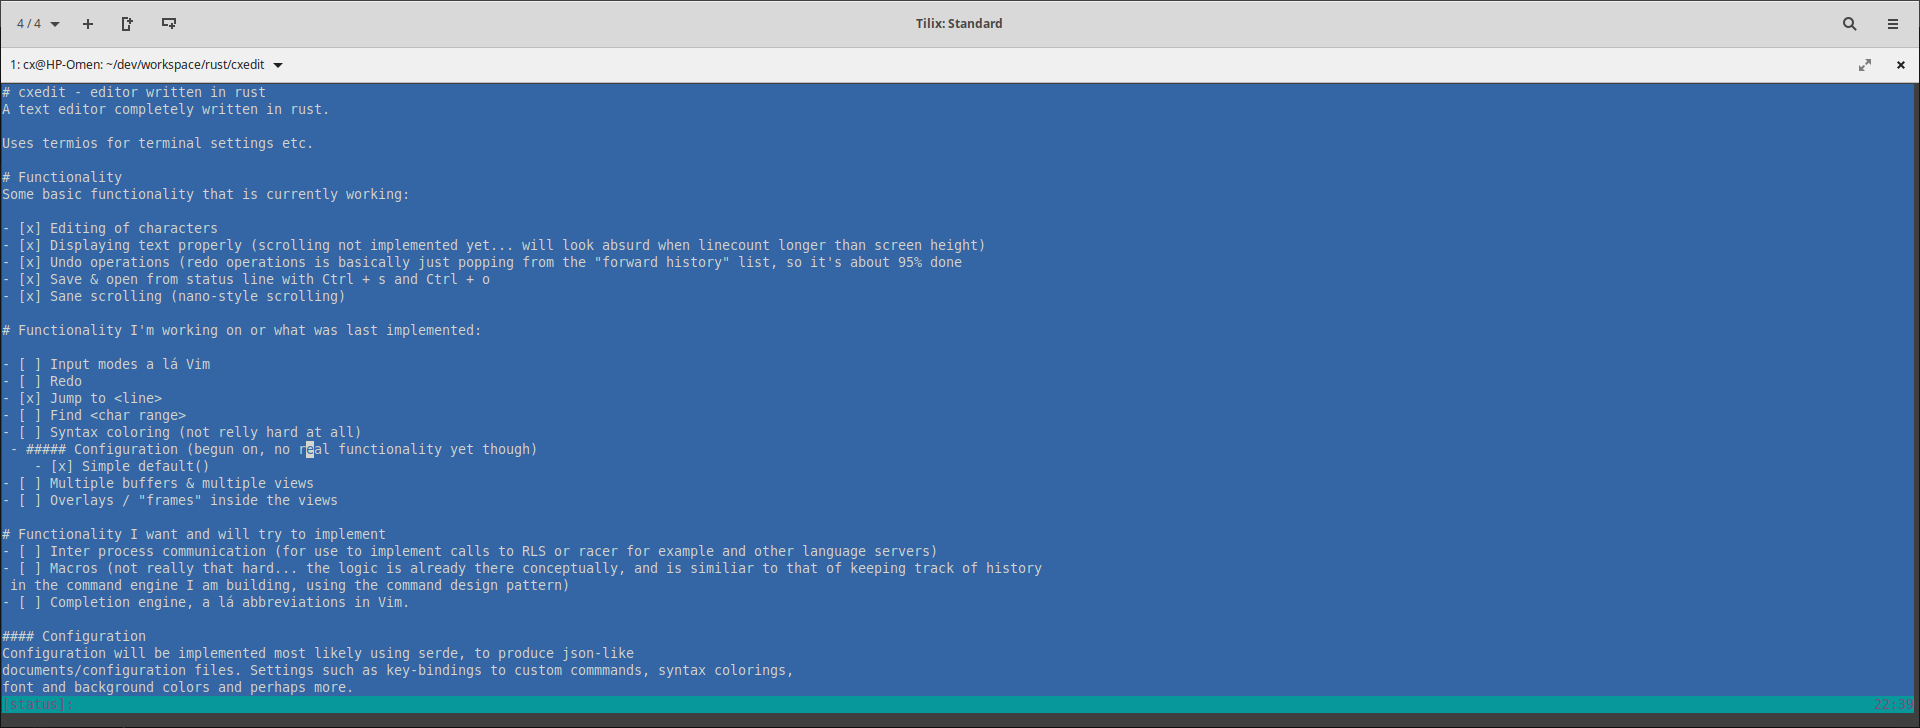 4 / 4
Tilix: Standard
1: cx@HP-Omen: ~/dev/workspace/rust/cxedit
# cxedit - editor written in rust
A text editor completely written in rust.
Uses termios for terminal settings etc.
# Functionality
Some basic functionality that is currently working:
- [x] Editing of characters
- [x] Displaying text properly (scrolling not implemented yet... will look absurd when linecount longer than screen height)
- [x] Undo operations (redo operations is basically just popping from the "forward history" list, so it's about 95% done
- [x] Save & open from status line with Ctrl + s and Ctrl + o
- [x] Sane scrolling (nano-style scrolling)
# Functionality I'm working on or what was last implemented:
- [ ] Input modes a lá Vim
- [ ] Redo
- [x] Jump to <line>
- [ ] Find <char range>
- [ ] Syntax coloring (not relly hard at all)
 - ##### Configuration (begun on, no real functionality yet though)
    - [x] Simple default()
- [ ] Multiple buffers & multiple views
- [ ] Overlays / "frames" inside the views
# Functionality I want and will try to implement
- [ ] Inter process communication (for use to implement calls to RLS or racer for example and other language servers)
- [ ] Macros (not really that hard... the logic is already there conceptually, and is similiar to that of keeping track of history
 in the command engine I am building, using the command design pattern)
- [ ] Completion engine, a lá abbreviations in Vim.
#### Configuration
Configuration will be implemented most likely using serde, to produce json-like
documents/configuration files. Settings such as key-bindings to custom commmands, syntax colorings,
font and background colors and perhaps more.
[status]: 22:39